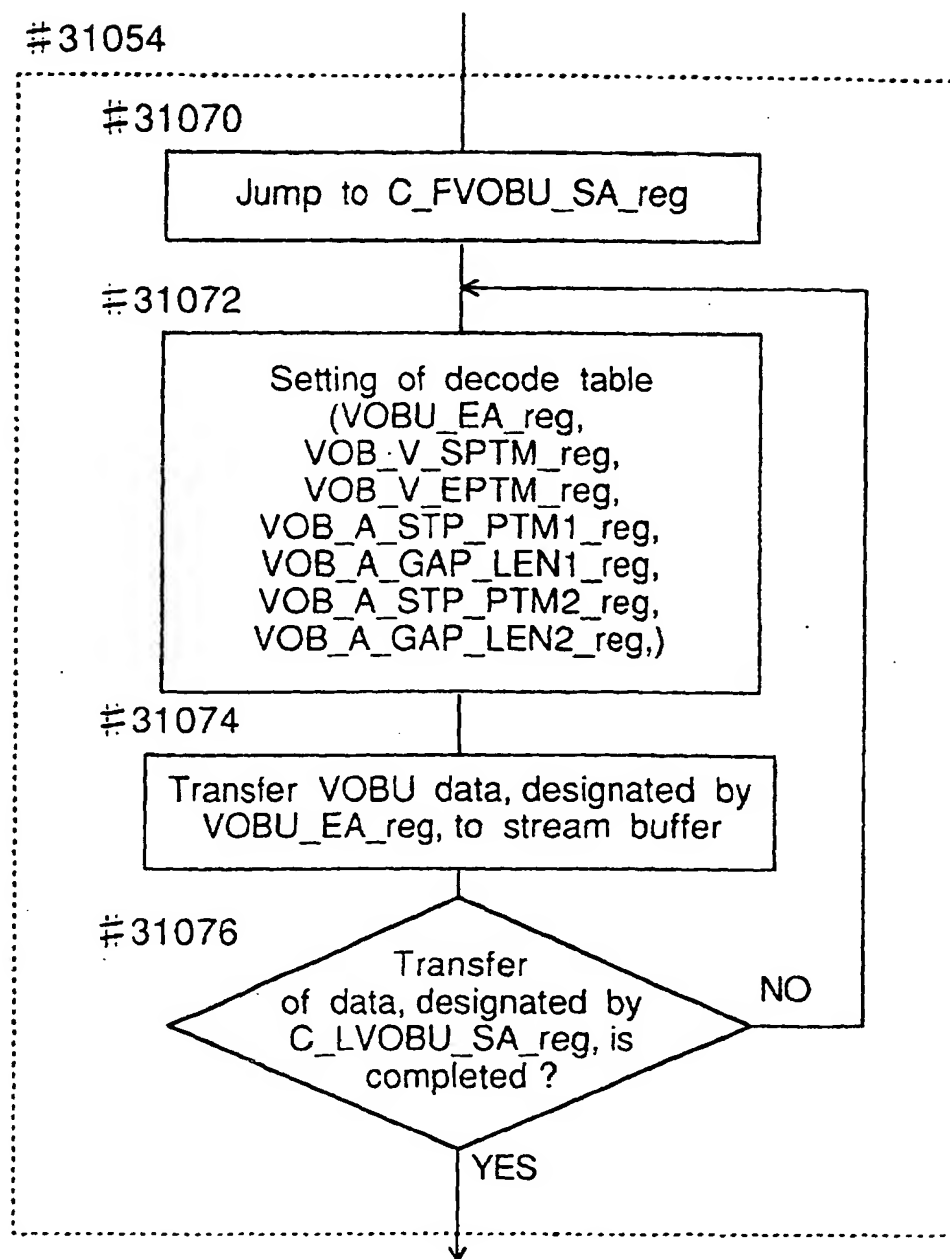 #31054
#31070
Jump to C_FVOBU_SA_reg
#31072
Setting of decode table
(VOBU_EA_reg,
VOB_V_SPTM_reg,
VOB_V_EPTM_reg,
VOB_A_STP_PTM1_reg,
VOB_A_GAP_LEN1_reg,
VOB_A_STP_PTM2_reg,
VOB_A_GAP_LEN2_reg,)
#31074
Transfer VOBU data, designated by
VOBU_EA_reg, to stream buffer
#31076
Transfer
of data, designated by
C_LVOBU_SA_reg, is
completed ?
NO
YES